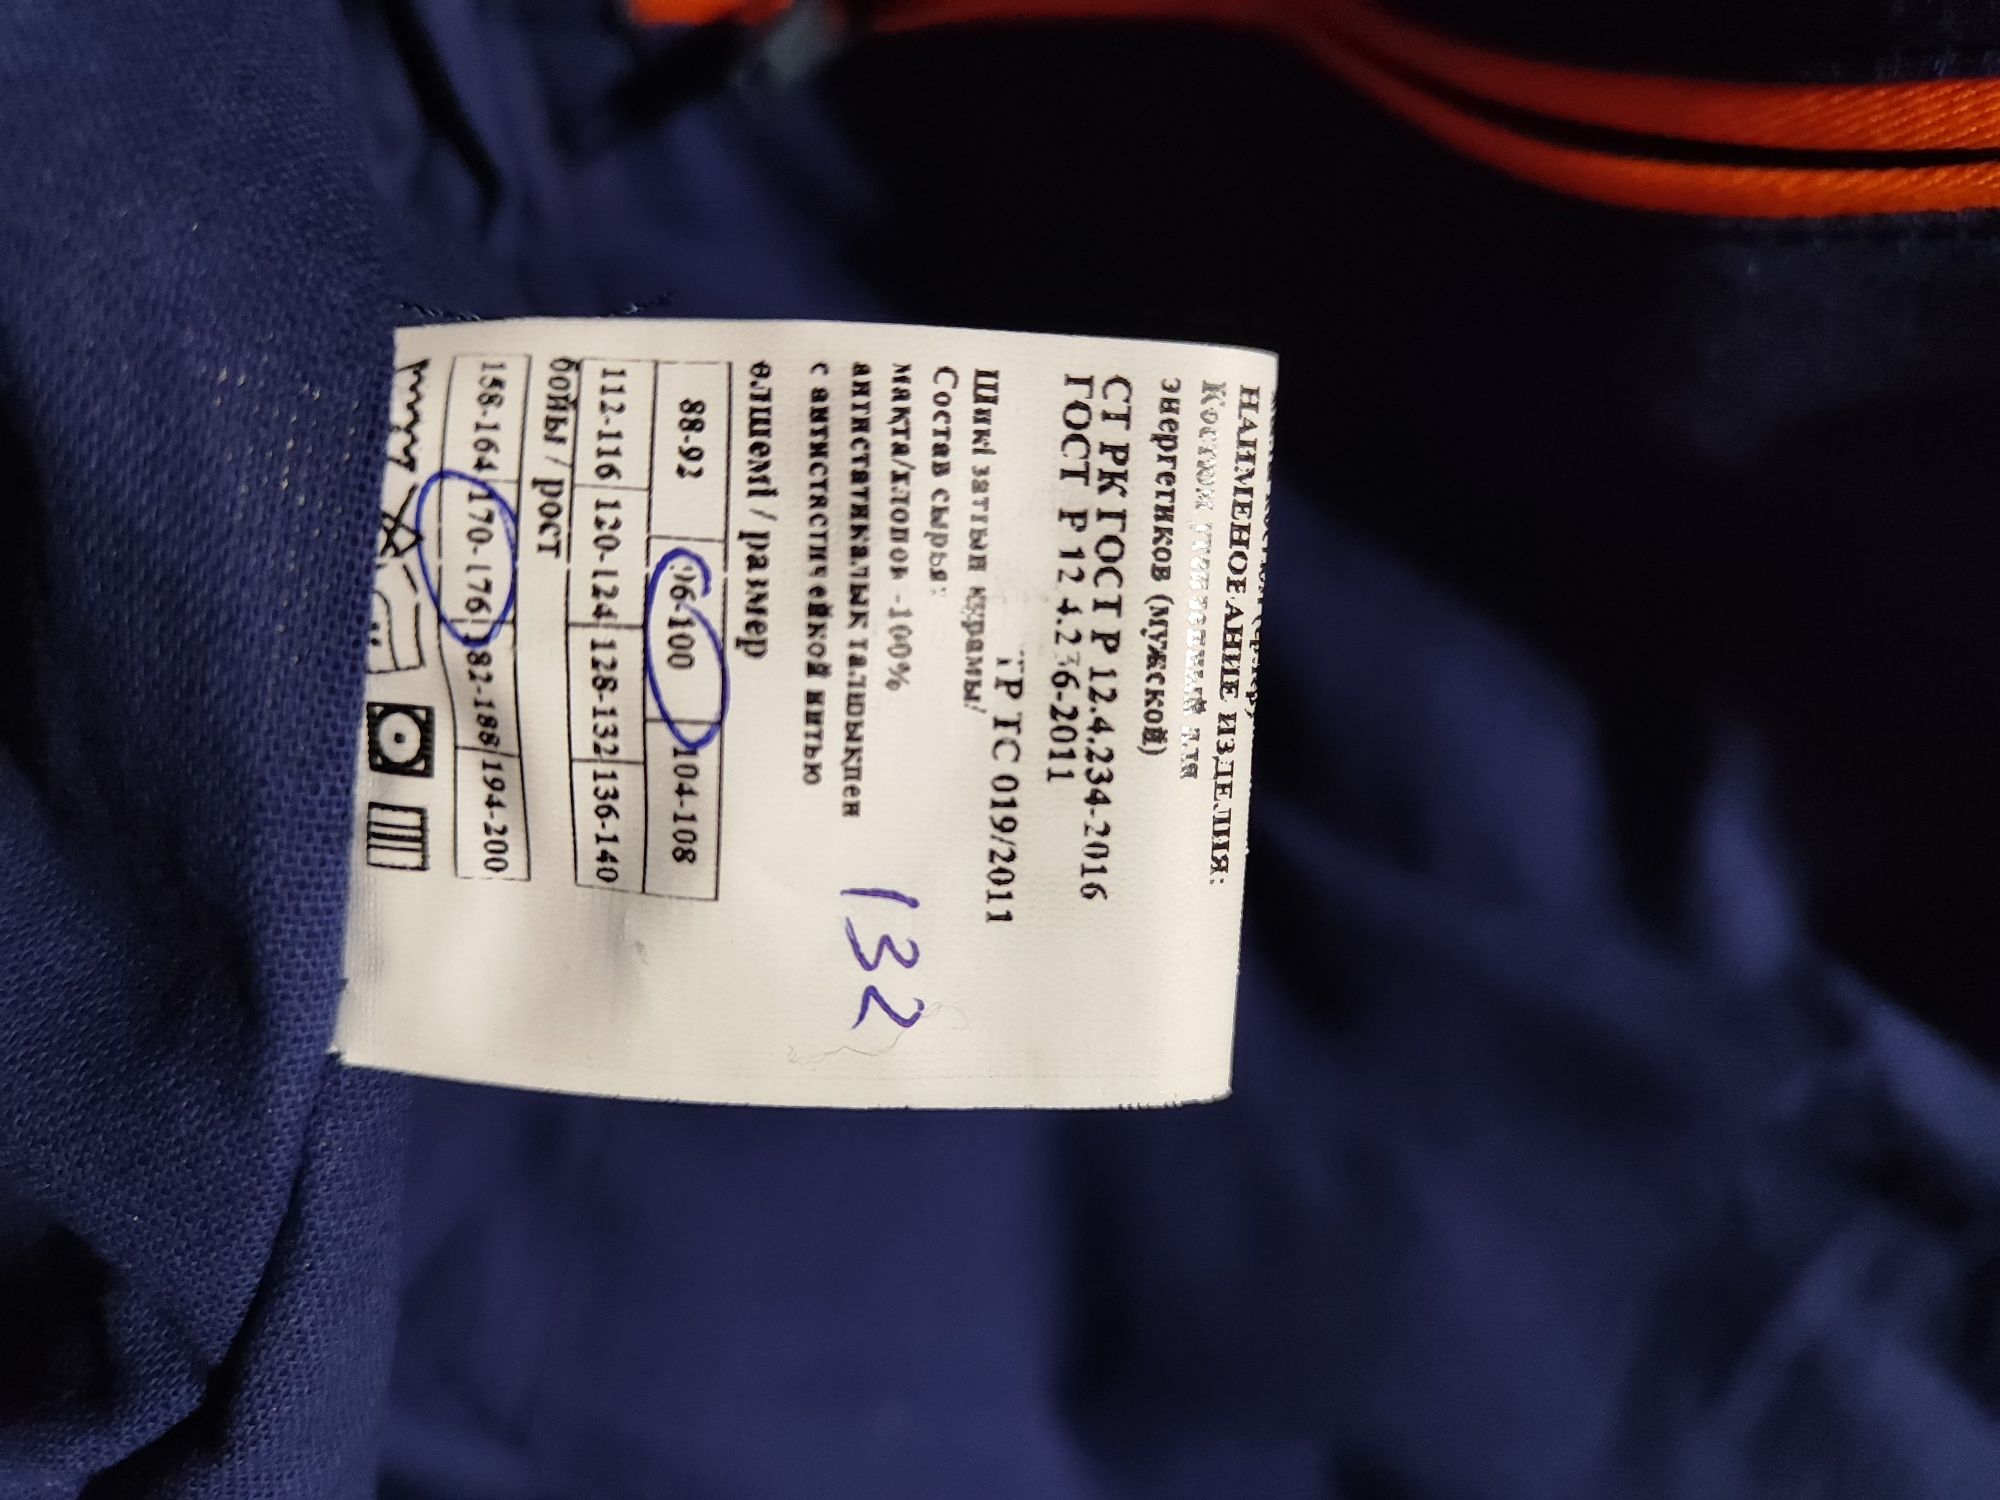 НАИМЕНОВАНИЕ ИЗДЕЛИЯ:
Костюм утепленный для
энергетиков (мужской)
СТ РК ГОСТ Р 12.4.234-2016
ГОСТ Р 12.4.236-2011
ТР ТС 019/2011
Шикі затын құрамы/
Состав сырья:
мақта/хлопок -100%
антистатикалық талшықпен
с антистастической нитью
132
өлшемі / размер
88-92 96-100 104-108
112-116 120-124 128-132 136-140
бойы / рост
158-164 170-176 182-188 194-200